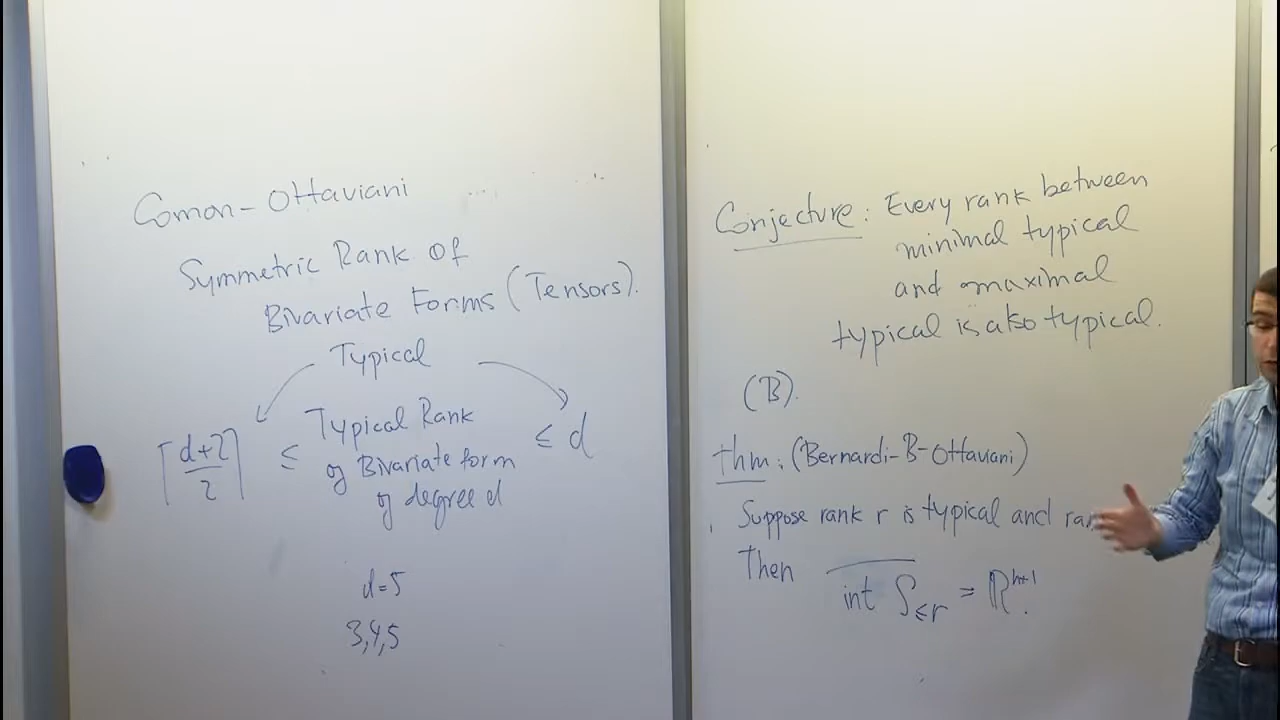 Comon-Ottaviani
Symmetric Rank of
Bivariate Forms (Tensors).
Typical
⌈d+2/2⌉ ≤ Typical Rank of Bivariate form of degree d ≤ d
d=5
3,4,5
Conjecture: Every rank between
minimal typical
and maximal
typical is also typical.
(B).
thm: (Bernardi-B-Ottaviani)
Suppose rank r is typical and
Then
int S≤r = ℝⁿ⁺¹.